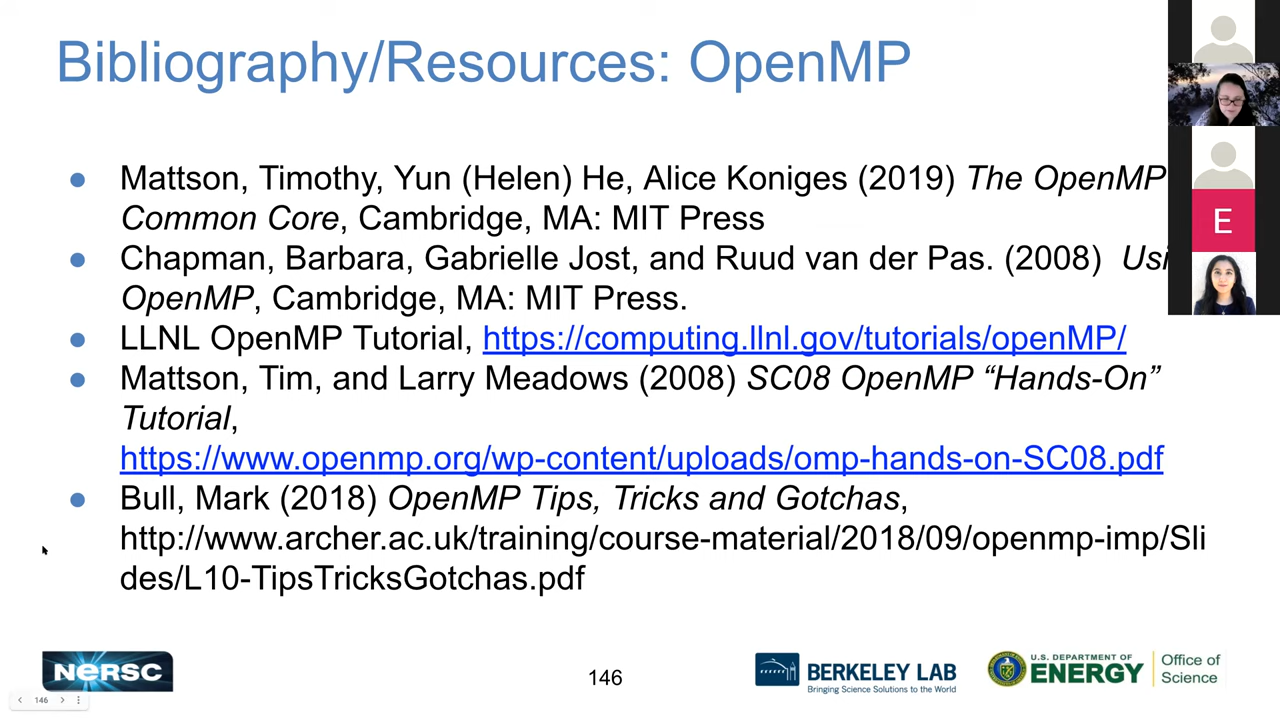 Bibliography/Resources: OpenMP
● Mattson, Timothy, Yun (Helen) He, Alice Koniges (2019) The OpenMP
Common Core, Cambridge, MA: MIT Press
● Chapman, Barbara, Gabrielle Jost, and Ruud van der Pas. (2008) Usi
OpenMP, Cambridge, MA: MIT Press.
● LLNL OpenMP Tutorial, https://computing.llnl.gov/tutorials/openMP/
● Mattson, Tim, and Larry Meadows (2008) SC08 OpenMP “Hands-On”
Tutorial,
https://www.openmp.org/wp-content/uploads/omp-hands-on-SC08.pdf
● Bull, Mark (2018) OpenMP Tips, Tricks and Gotchas,
http://www.archer.ac.uk/training/course-material/2018/09/openmp-imp/Sli
des/L10-TipsTricksGotchas.pdf
E
NERSC
146
146
BERKELEY LAB
Bringing Science Solutions to the World
U.S. DEPARTMENT OF
ENERGY
Office of
Science